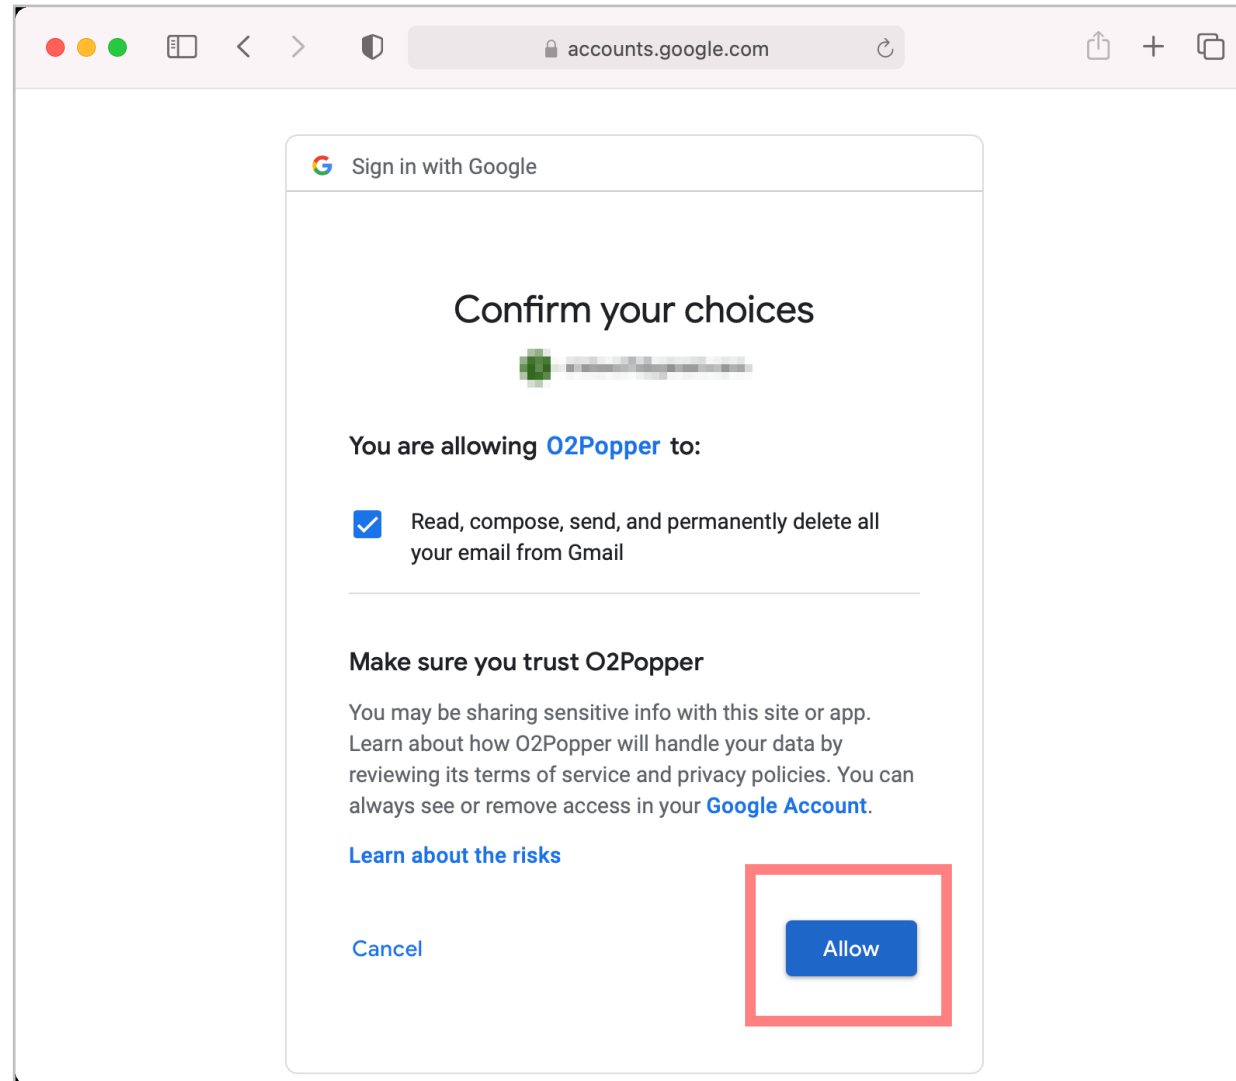 accounts.google.com
Sign in with Google
Confirm your choices
You are allowing O2Popper to:
Read, compose, send, and permanently delete all
your email from Gmail
Make sure you trust O2Popper
You may be sharing sensitive info with this site or app.
Learn about how O2Popper will handle your data by
reviewing its terms of service and privacy policies. You can
always see or remove access in your Google Account.
Learn about the risks
Cancel
Allow